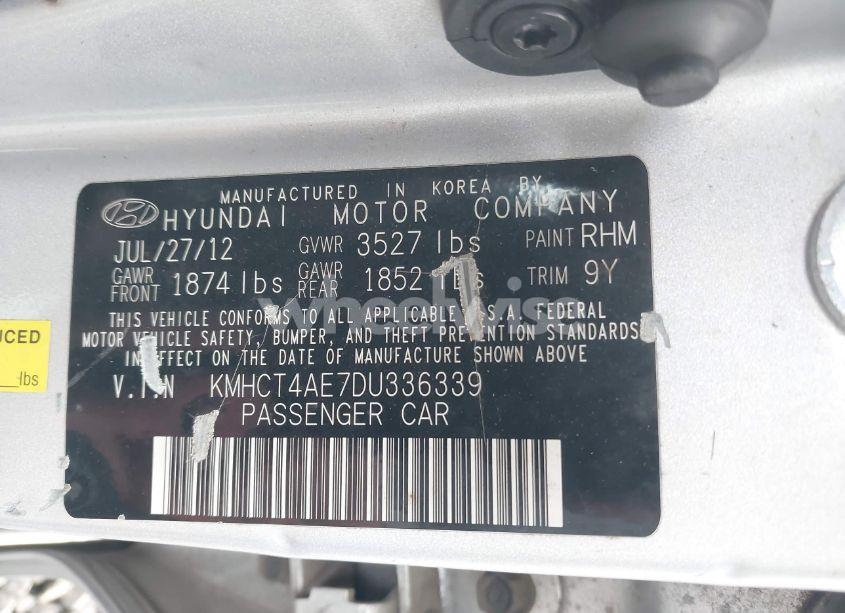 MANUFACTURED IN KOREA BY
HYUNDAI MOTOR COMPANY
JUL/27/12 GVWR 3527 lbs PAINT RHM
GAWR FRONT 1874 lbs GAWR REAR 1852 lbs TRIM 9Y
THIS VEHICLE CONFORMS TO ALL APPLICABLE U.S.A. FEDERAL
MOTOR VEHICLE SAFETY, BUMPER, AND THEFT PREVENTION STANDARDS
IN EFFECT ON THE DATE OF MANUFACTURE SHOWN ABOVE
V.I.N KMHCT4AE7DU336339
PASSENGER CAR
UCED
lbs